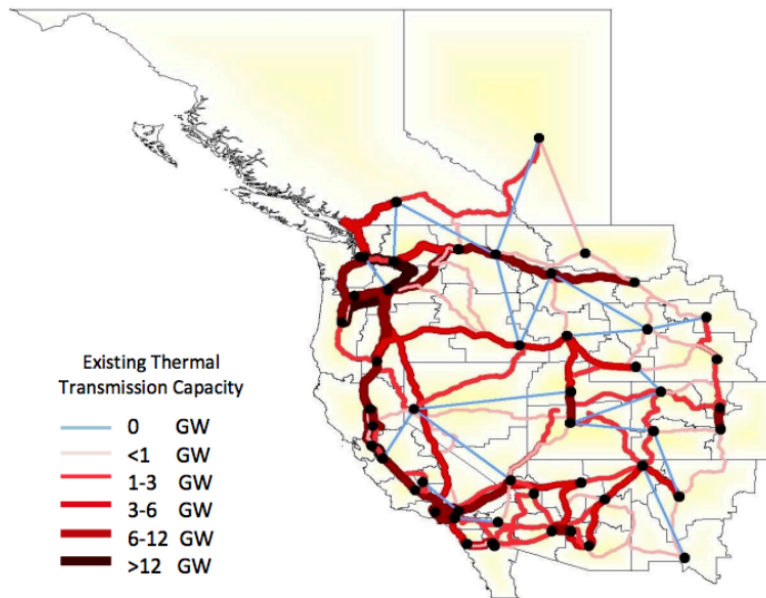 Existing Thermal
Transmission Capacity
0 GW
<1 GW
1-3 GW
3-6 GW
6-12 GW
>12 GW